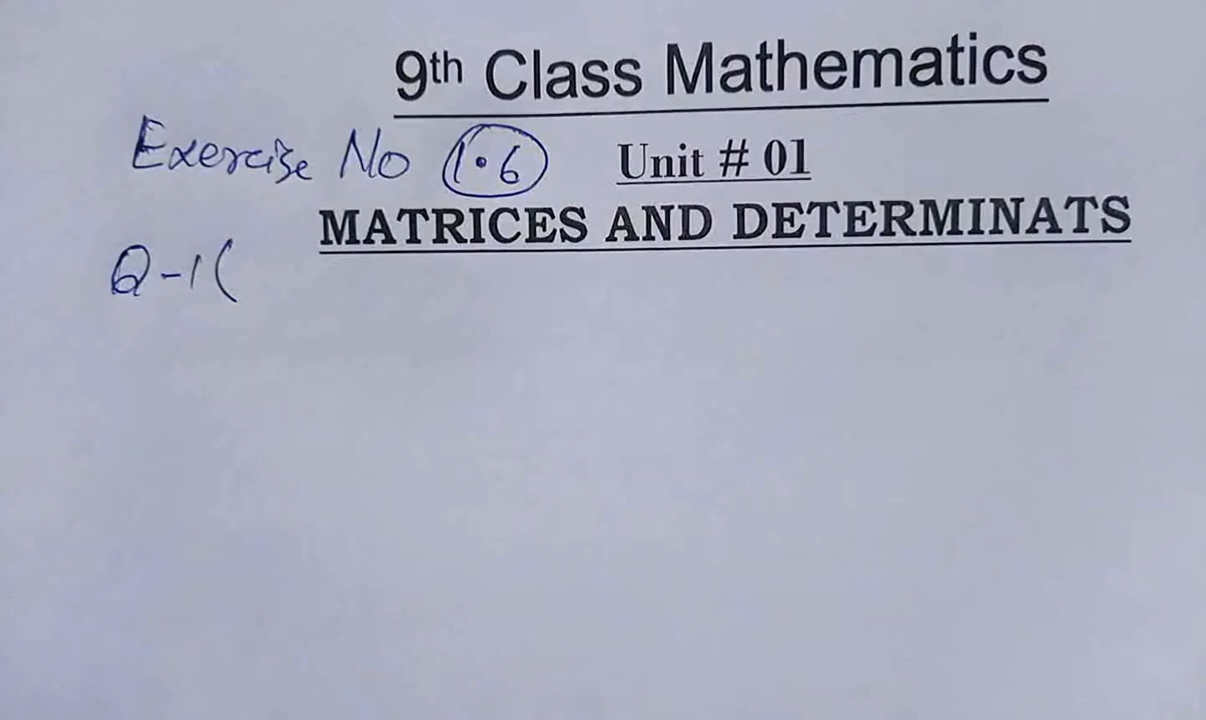 9th Class Mathematics
Exercise No 1.6 Unit # 01
MATRICES AND DETERMINATS
Q-1(